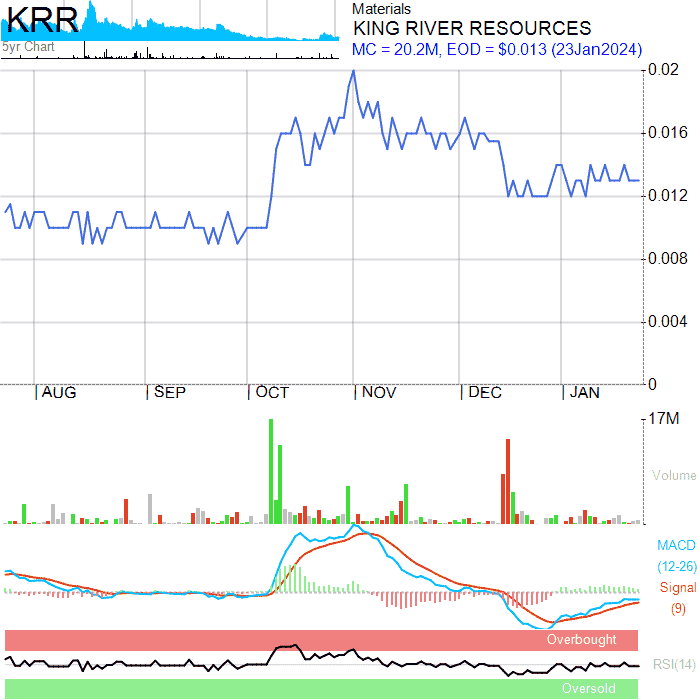 KRR
5yr Chart
Materials
KING RIVER RESOURCES
MC = 20.2M, EOD = $0.013 (23Jan2024)
0.02
0.016
0.012
0.008
0.004
0
AUG SEP OCT NOV DEC JAN
17M
Volume
MACD
(12-26)
Signal
(9)
Overbought
RSI(14)
Oversold